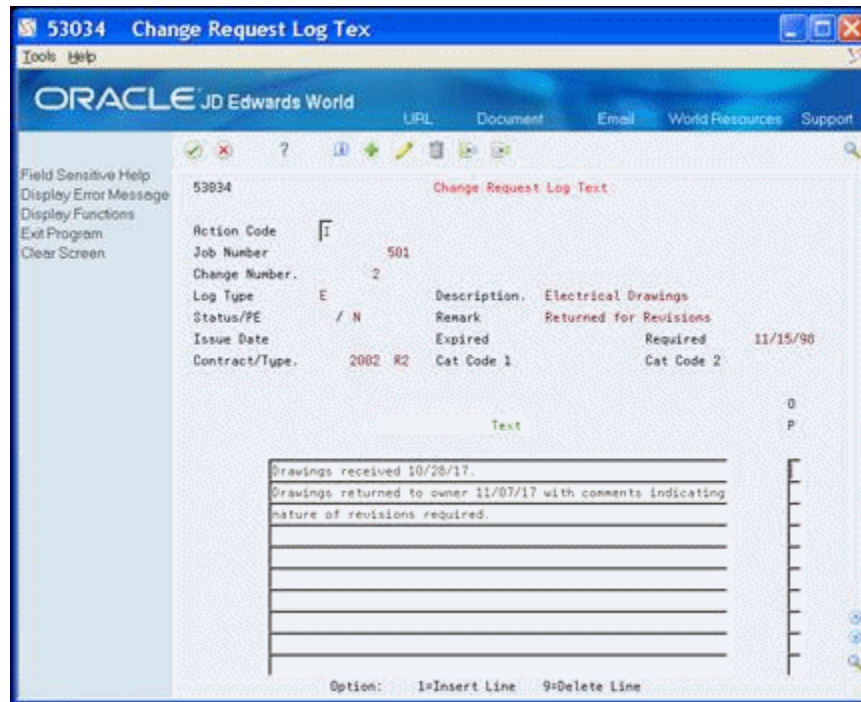 53034 Change Request Log Tex
Tools Help
ORACLE JD Edwards World
URL Document Email World Resources Support
?
Field Sensitive Help
Display Error Message
Display Functions
Exit Program
Clear Screen
53034 Change Request Log Text
Action Code I
Job Number 501
Change Number. 2
Log Type E Description. Electrical Drawings
Status/PE / N Remark Returned for Revisions
Issue Date Expired Required 11/15/98
Contract/Type. 2002 R2 Cat Code 1 Cat Code 2
O
Text P
Drawings received 10/28/17.
Drawings returned to owner 11/07/17 with comments indicating
nature of revisions required.
Option: 1=Insert Line 9=Delete Line